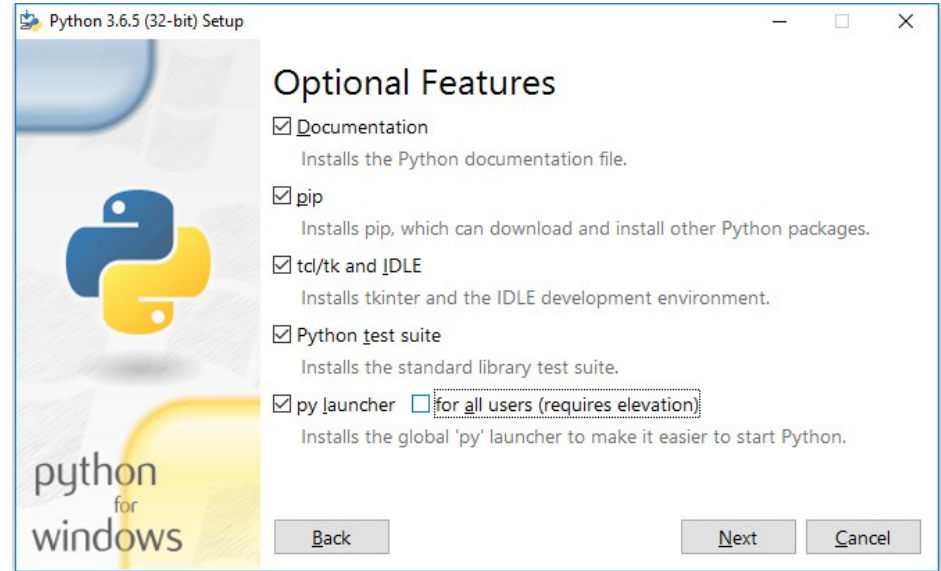 Python 3.6.5 (32-bit) Setup
Optional Features
Documentation
Installs the Python documentation file.
pip
Installs pip, which can download and install other Python packages.
tcl/tk and IDLE
Installs tkinter and the IDLE development environment.
Python test suite
Installs the standard library test suite.
py launcher for all users (requires elevation)
Installs the global 'py' launcher to make it easier to start Python.
python
for
windows
Back Next Cancel